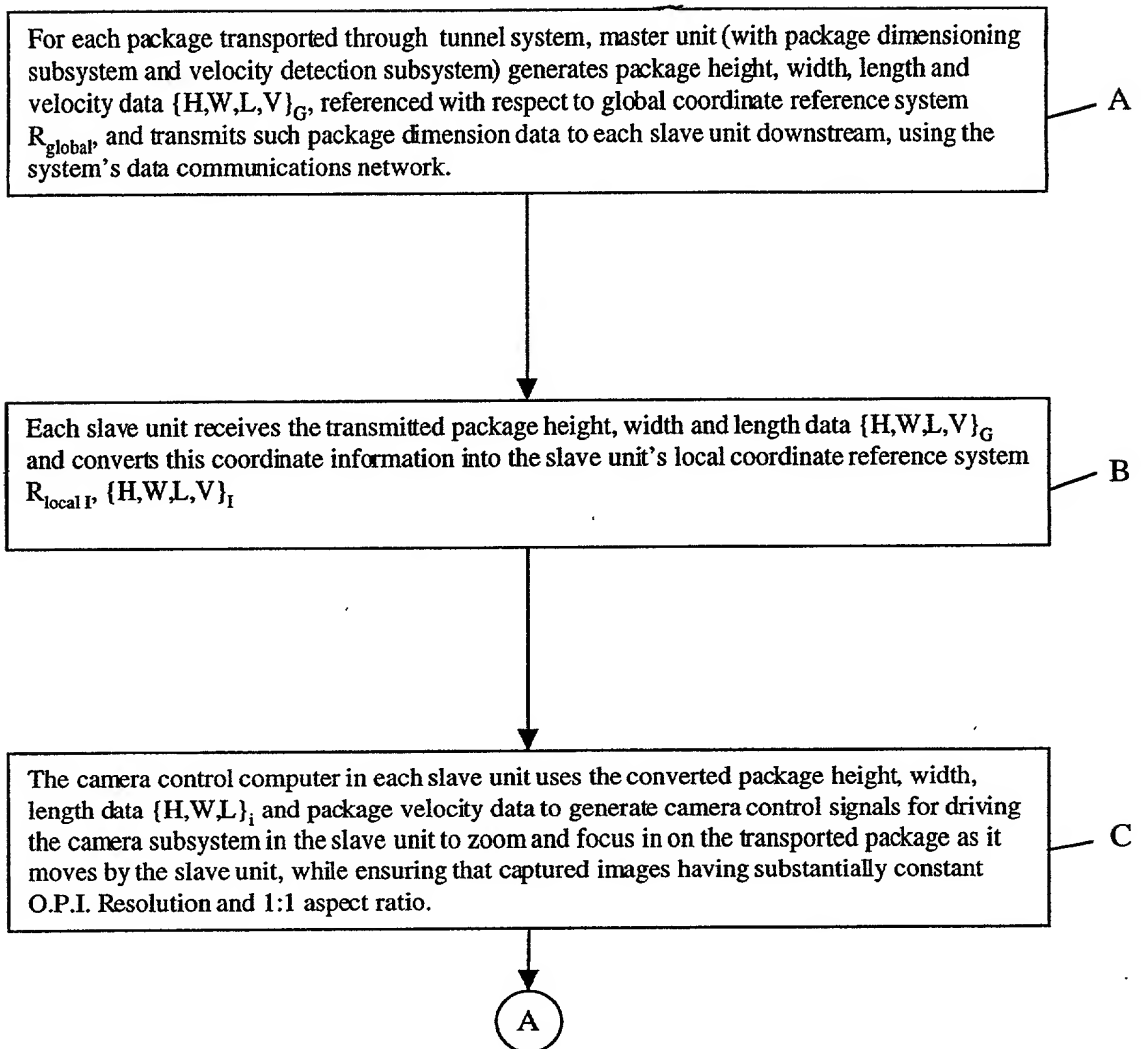 For each package transported through tunnel system, master unit (with package dimensioning
subsystem and velocity detection subsystem) generates package height, width, length and
velocity data {H,W,L,V}G, referenced with respect to global coordinate reference system
Rglobal, and transmits such package dimension data to each slave unit downstream, using the
system's data communications network.
A
Each slave unit receives the transmitted package height, width and length data {H,W,L,V}G
and converts this coordinate information into the slave unit's local coordinate reference system
Rlocal I, {H,W,L,V}I
B
The camera control computer in each slave unit uses the converted package height, width,
length data {H,W,L}i and package velocity data to generate camera control signals for driving
the camera subsystem in the slave unit to zoom and focus in on the transported package as it
moves by the slave unit, while ensuring that captured images having substantially constant
O.P.I. Resolution and 1:1 aspect ratio.
C
A